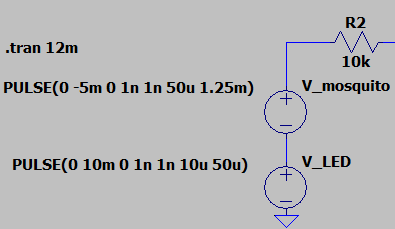 R2
.tran 12m
10k
PULSE(0 -5m 0 1n 1n 50u 1.25m)
V_mosquito
PULSE(0 10m 0 1n 1n 10u 50u)
V_LED